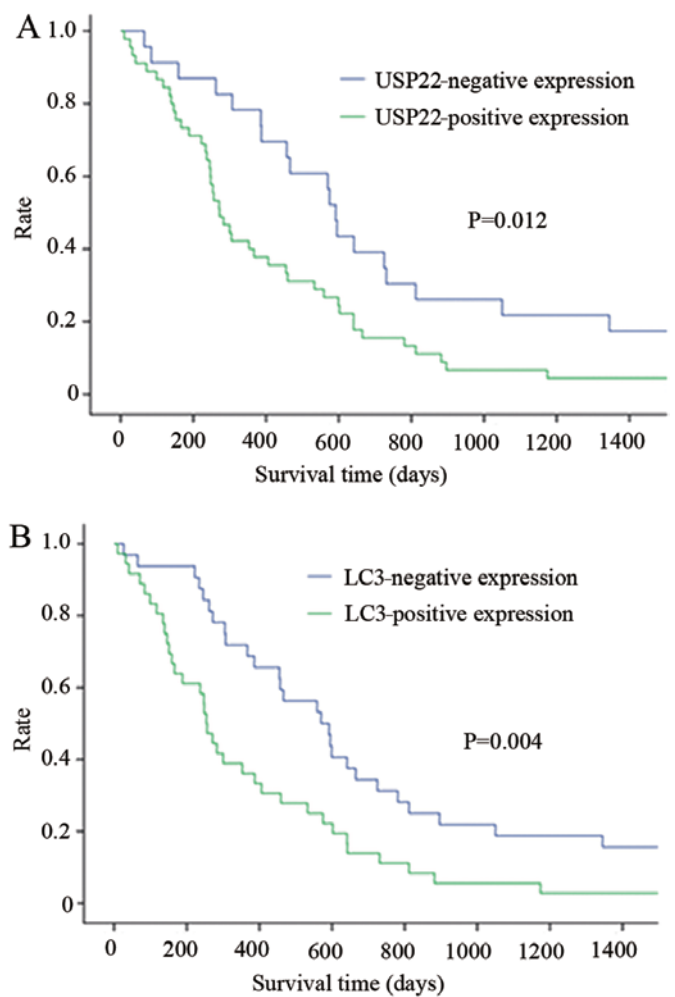 A
1.0
0.8
0.6
0.4
0.2
0
Rate
USP22-negative expression
USP22-positive expression
P=0.012
0 200 400 600 800 1000 1200 1400
Survival time (days)
B
1.0
0.8
0.6
0.4
0.2
0
Rate
LC3-negative expression
LC3-positive expression
P=0.004
0 200 400 600 800 1000 1200 1400
Survival time (days)